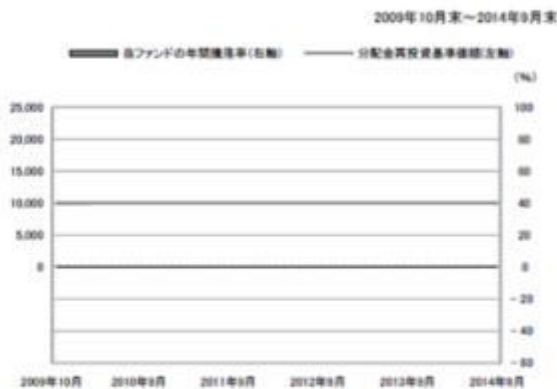 2009年10月末～2014年9月末
当ファンドの年間騰落率(右軸)
分配金再投資基準価額(左軸)
(%)
25,000
20,000
15,000
10,000
5,000
0
100
80
60
40
20
0
-20
-40
-60
2009年10月
2010年9月
2011年9月
2012年9月
2013年9月
2014年9月